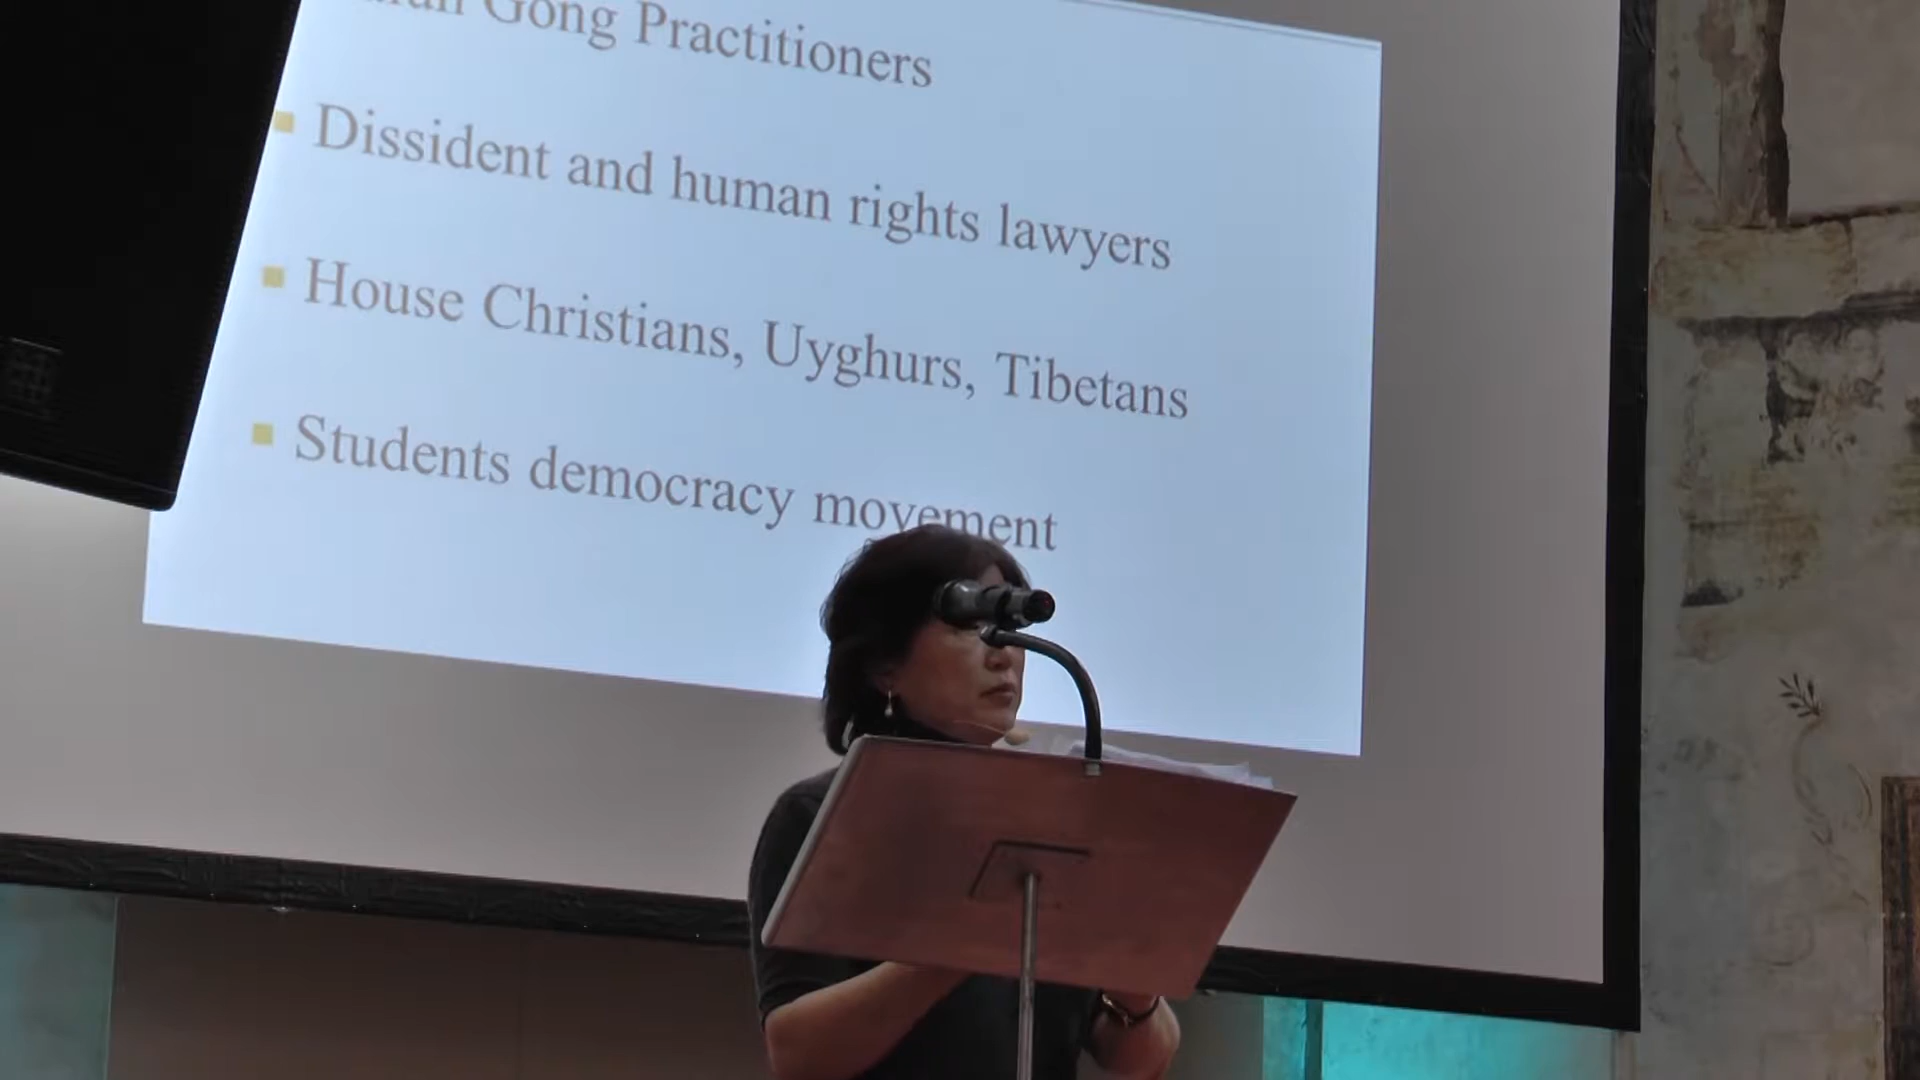 Gong Practitioners
Dissident and human rights lawyers
House Christians, Uyghurs, Tibetans
Students democracy movement